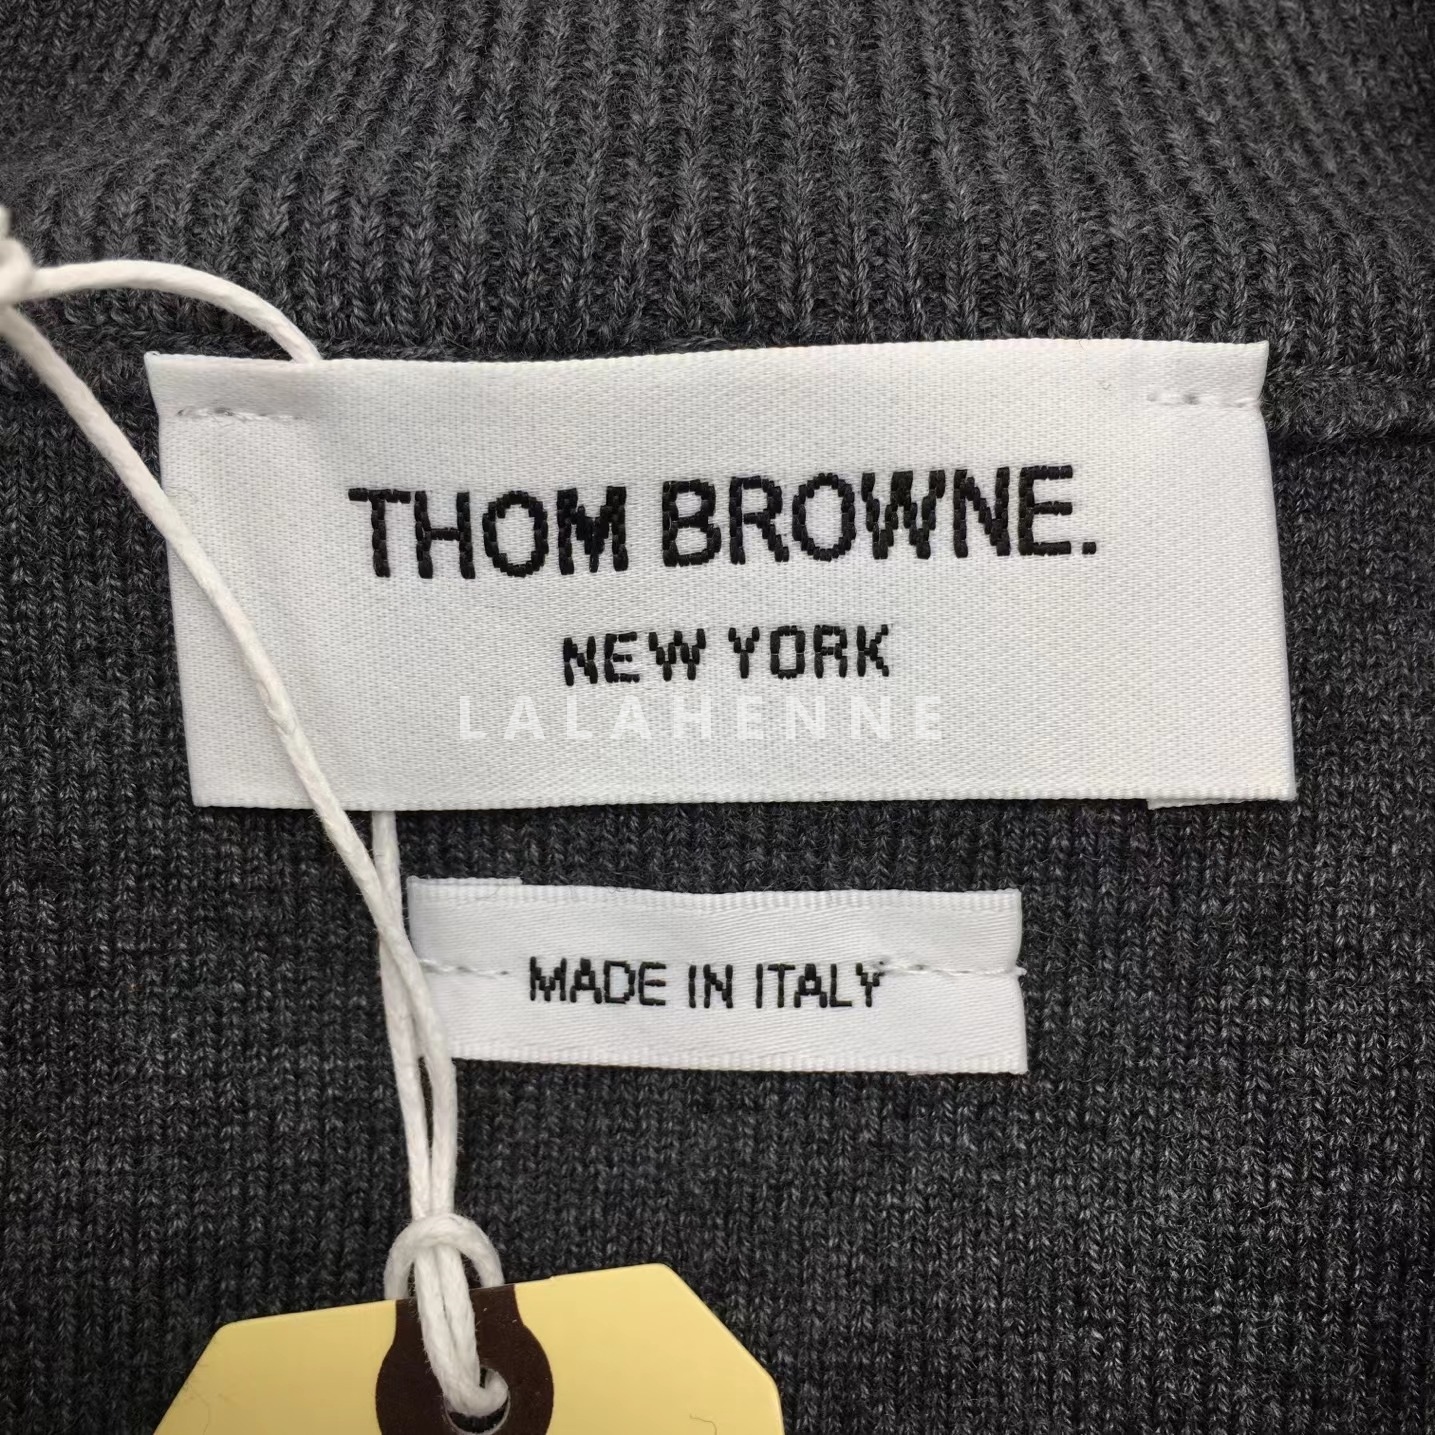 THOM BROWNE.
NEW YORK
LALAHENNE
MADE IN ITALY